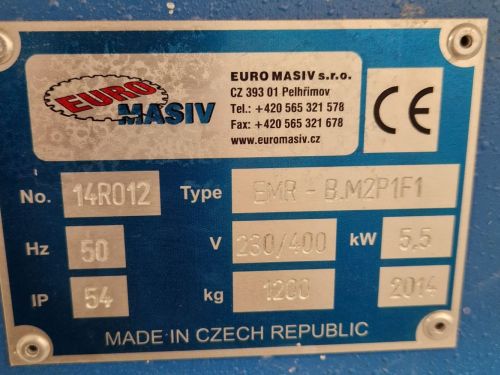 EURO
MASIV
EURO MASIV s.r.o.
CZ 393 01 Pelhřimov
Tel.: +420 565 321 578
Fax: +420 565 321 678
www.euromasiv.cz
CE
No. 14R012 Type EMR - B.M2P1F1
Hz 50 V 230/400 kW 5,5
IP 54 kg 1200 2014
MADE IN CZECH REPUBLIC